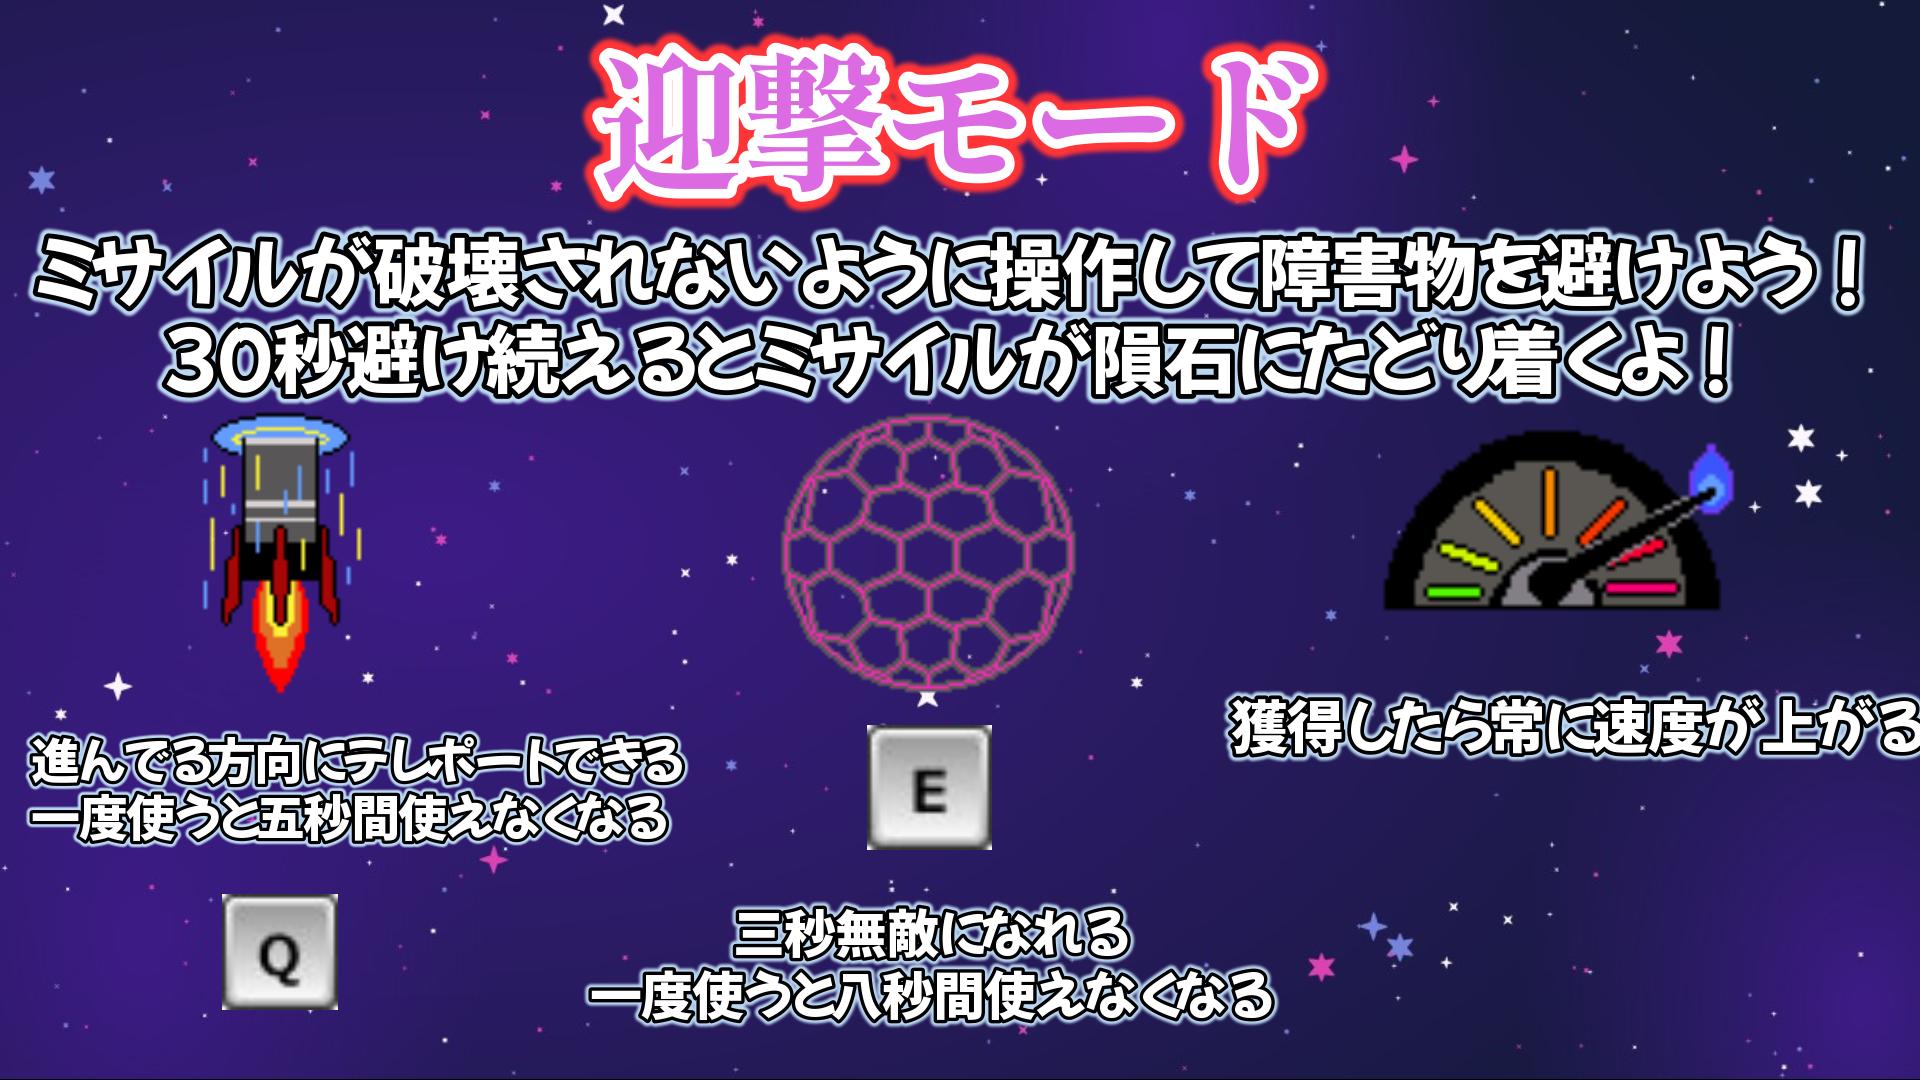 迎撃モード
ミサイルが破壊されないように操作して障害物を避けよう！
30秒避け続えるとミサイルが隕石にたどり着くよ！
進んでる方向にテレポートできる
一度使うと五秒間使えなくなる
Q
E
三秒無敵になれる
一度使うと八秒間使えなくなる
獲得したら常に速度が上がる